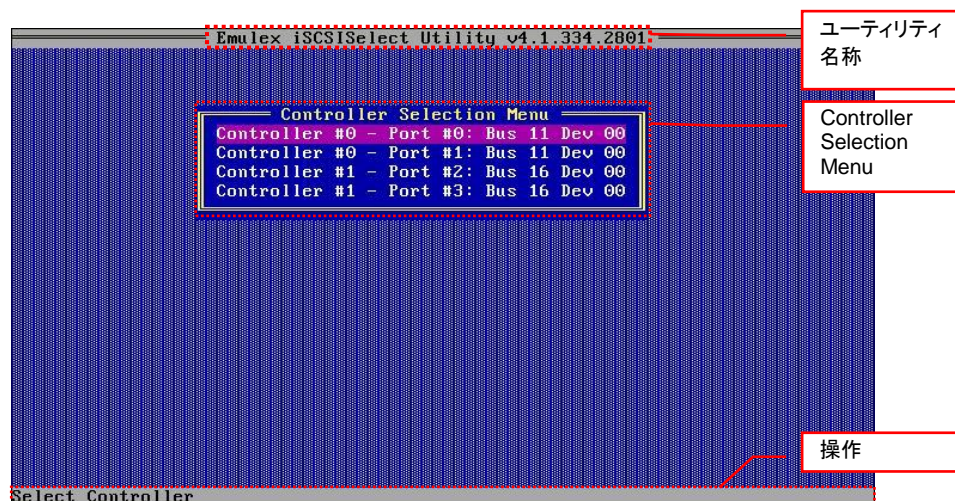 Emulex iSCSISelect Utility v4.1.334.2801
ユーティリティ
名称
Controller Selection Menu
Controller #0 - Port #0: Bus 11 Dev 00
Controller #0 - Port #1: Bus 11 Dev 00
Controller #1 - Port #2: Bus 16 Dev 00
Controller #1 - Port #3: Bus 16 Dev 00
Controller
Selection
Menu
操作
Select Controller